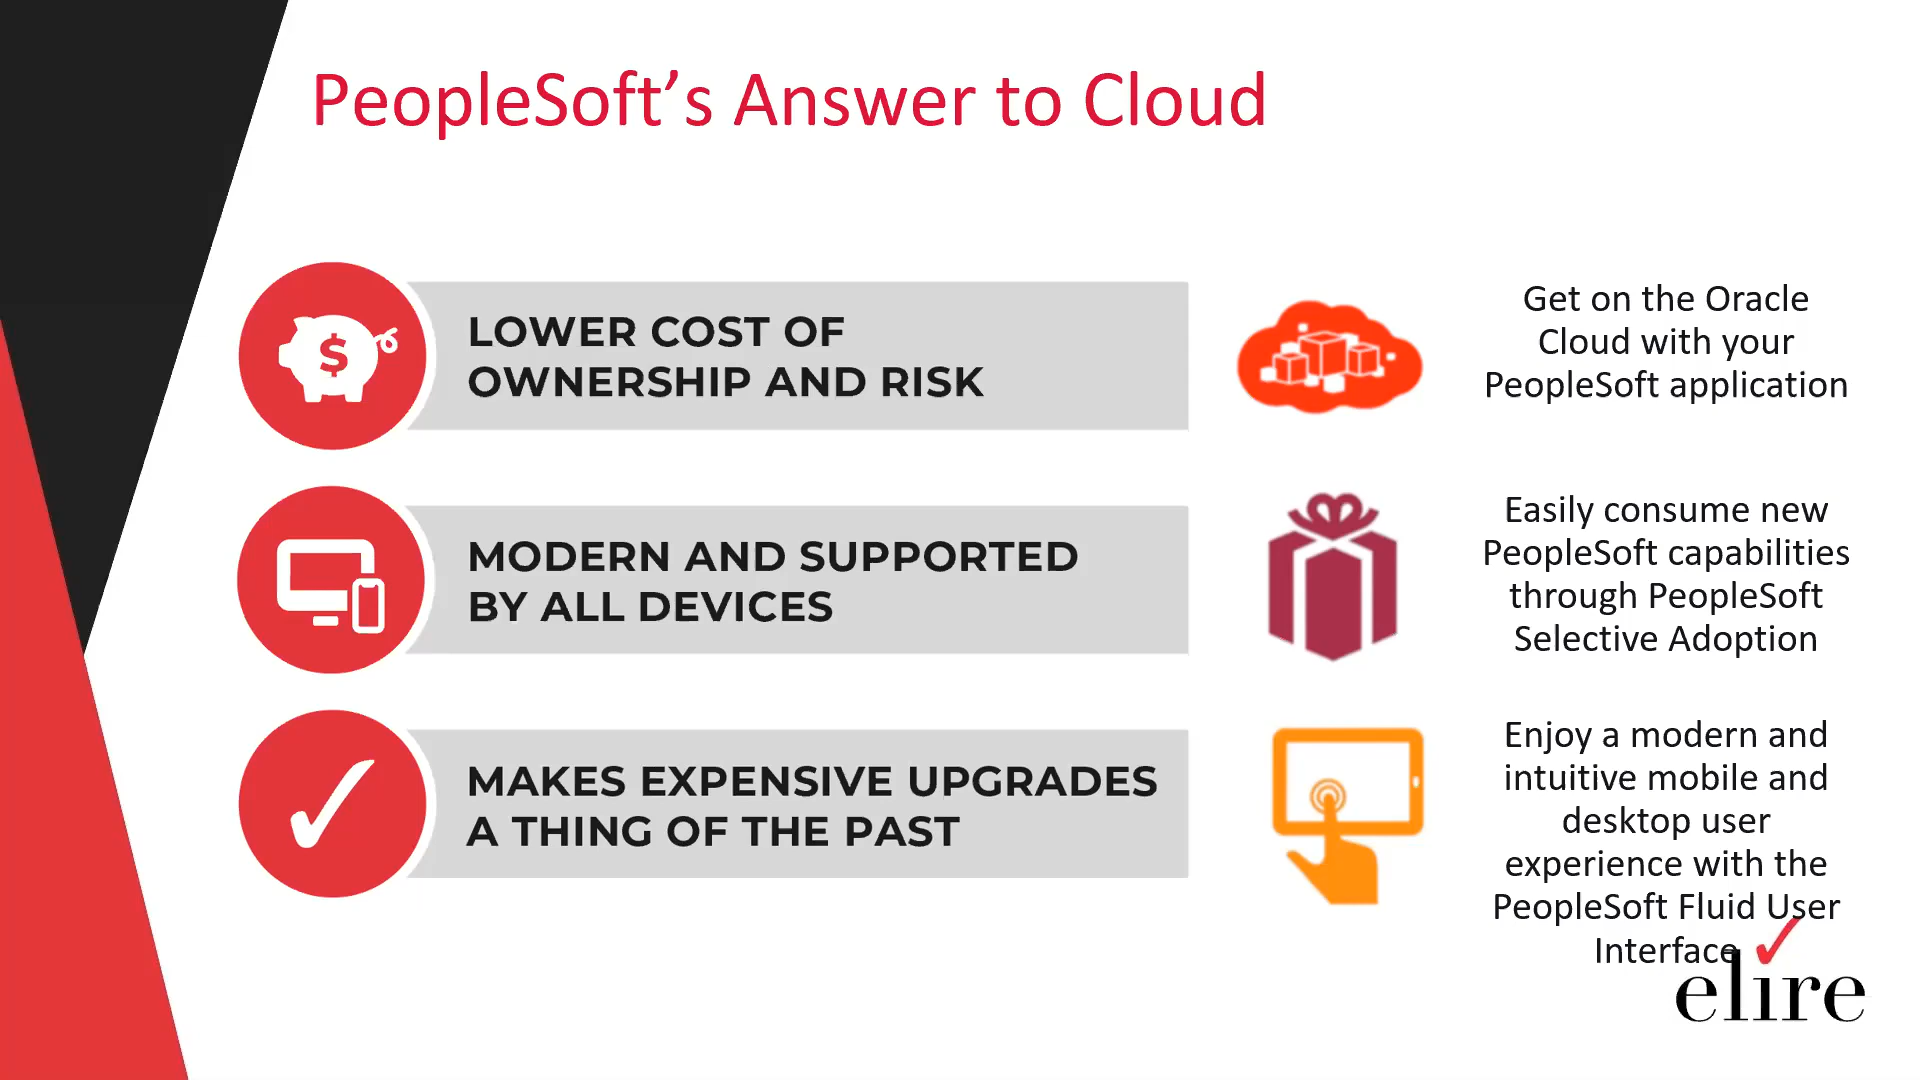 PeopleSoft’s Answer to Cloud
$
LOWER COST OF
OWNERSHIP AND RISK
Get on the Oracle
Cloud with your
PeopleSoft application
MODERN AND SUPPORTED
BY ALL DEVICES
Easily consume new
PeopleSoft capabilities
through PeopleSoft
Selective Adoption
MAKES EXPENSIVE UPGRADES
A THING OF THE PAST
Enjoy a modern and
intuitive mobile and
desktop user
experience with the
PeopleSoft Fluid User
Interface
elire